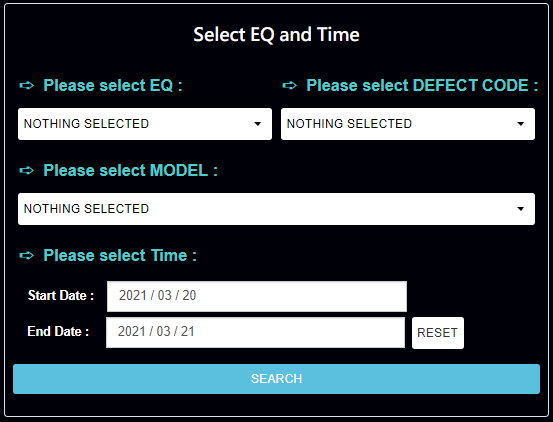 Select EQ and Time
➪ Please select EQ : ➪ Please select DEFECT CODE :
NOTHING SELECTED NOTHING SELECTED
➪ Please select MODEL :
NOTHING SELECTED
➪ Please select Time :
Start Date : 2021 / 03 / 20
End Date : 2021 / 03 / 21 RESET
SEARCH